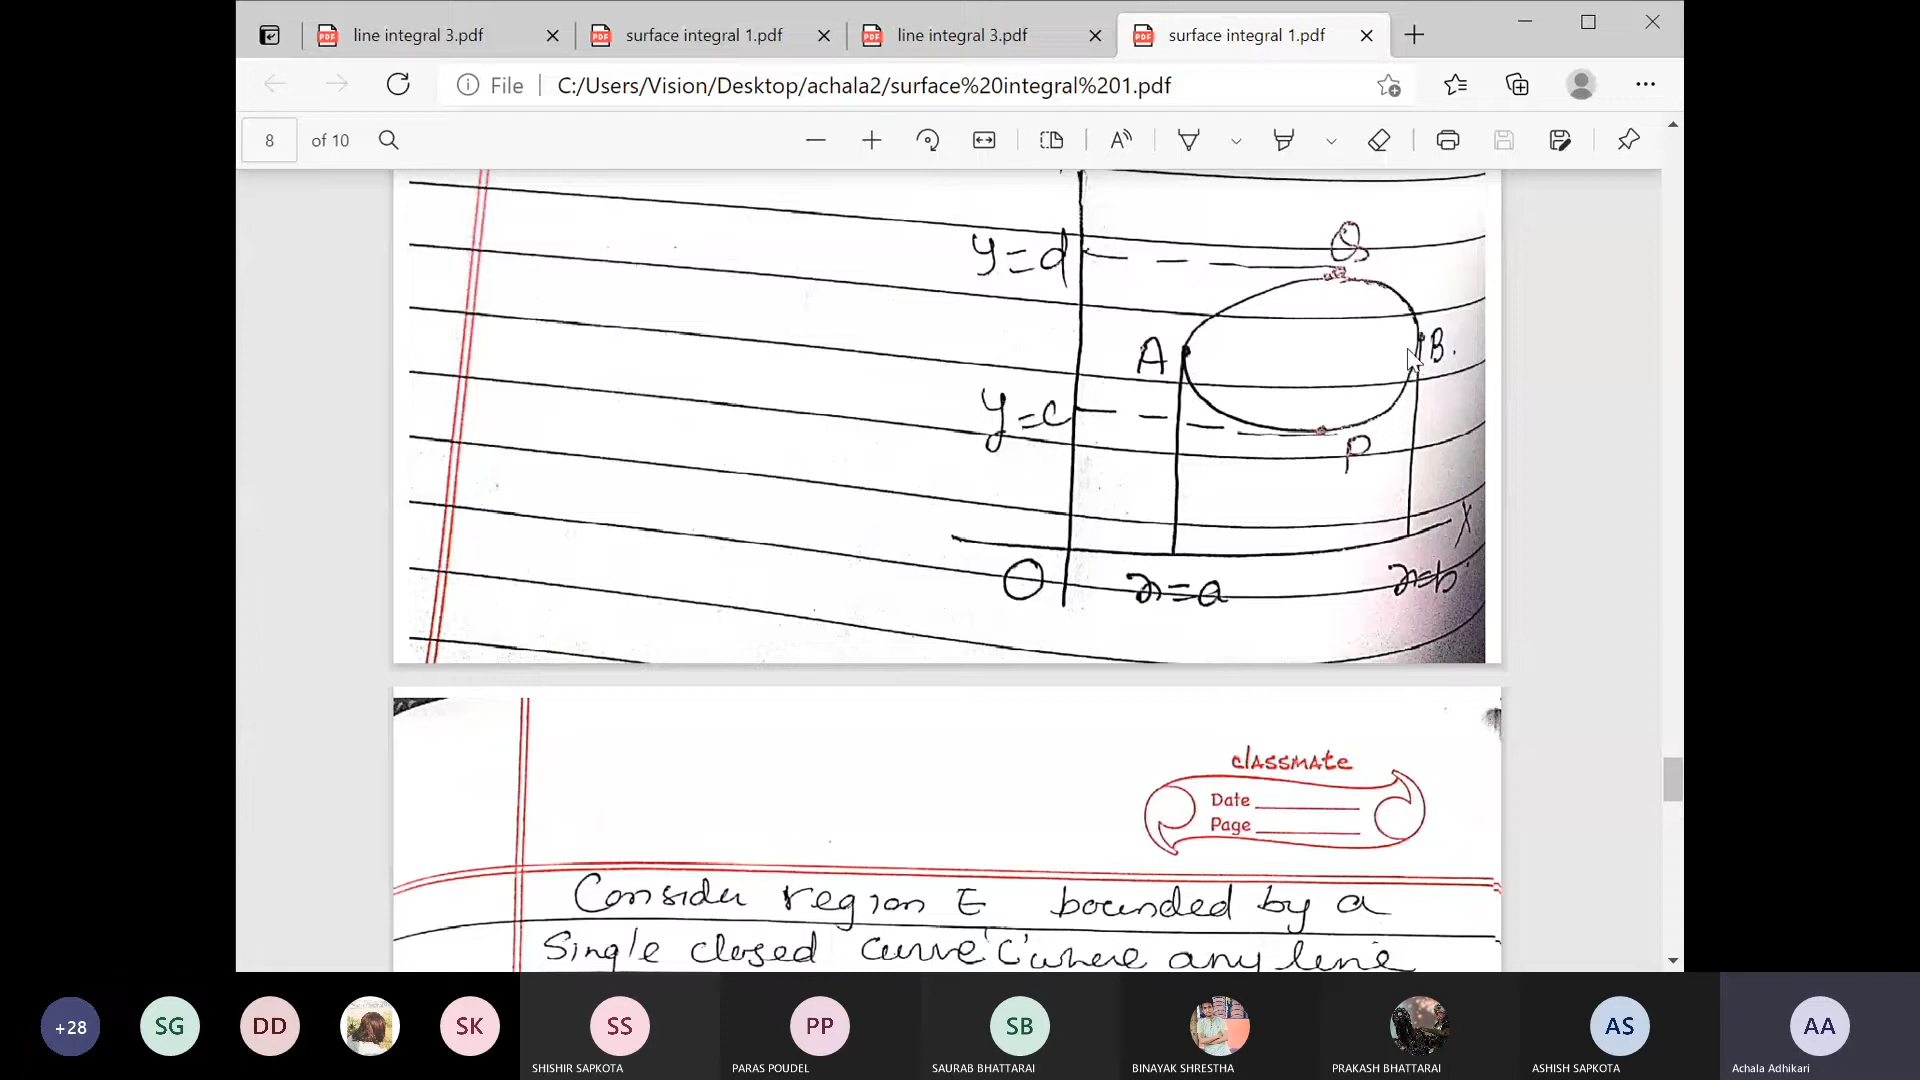 line integral 3.pdf
surface integral 1.pdf
line integral 3.pdf
surface integral 1.pdf
File
C:/Users/Vision/Desktop/achala2/surface%20integral%201.pdf
8 of 10
Q
y=d
A
B.
y=c
P
X
O
x=a
x=b
classmate
Date
Page
Consider region E bounded by a
Single closed curve 'C' where any line
+28
SG
DD
SK
SS
PP
SB
AS
AA
SHISHIR SAPKOTA
PARAS POUDEL
SAURAB BHATTARAI
BINAYAK SHRESTHA
PRAKASH BHATTARAI
ASHISH SAPKOTA
Achala Adhikari